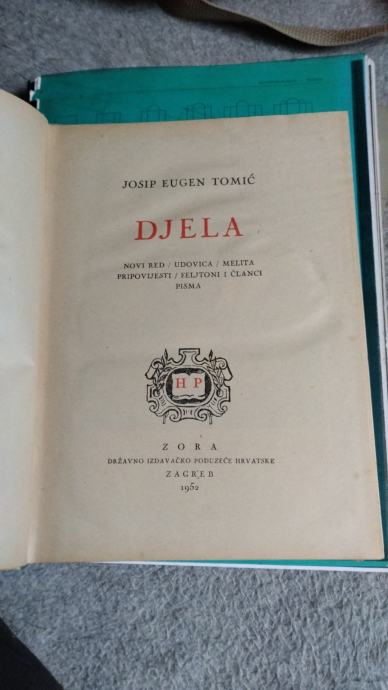 JOSIP EUGEN TOMIĆ
DJELA
NOVI RED / UDOVICA / MELITA
PRIPOVIJESTI / FELJTONI I ČLANCI
PISMA
H P
ZORA
DRŽAVNO IZDAVAČKO PODUZEĆE HRVATSKE
ZAGREB
1952